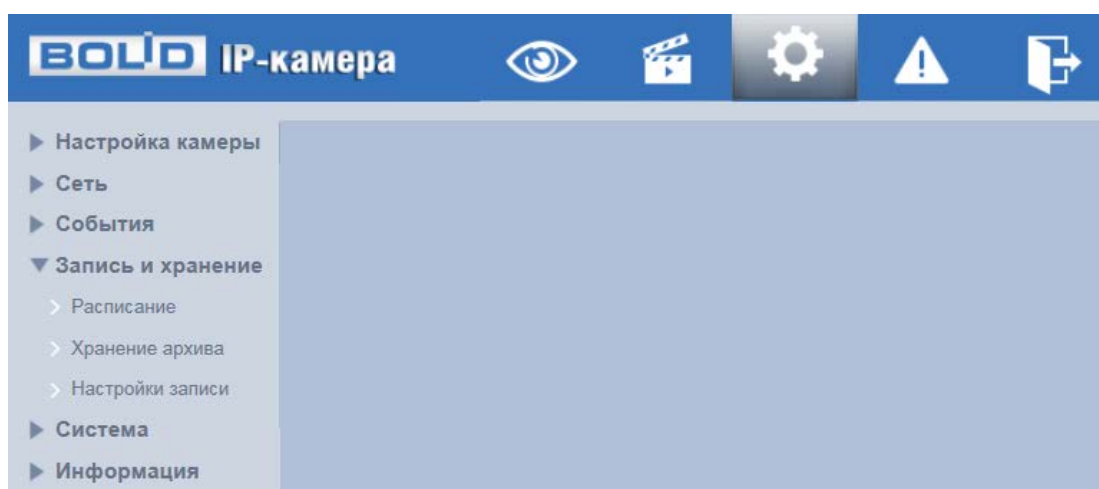 BOLID IP-камера
Настройка камеры
Сеть
События
Запись и хранение
Расписание
Хранение архива
Настройки записи
Система
Информация